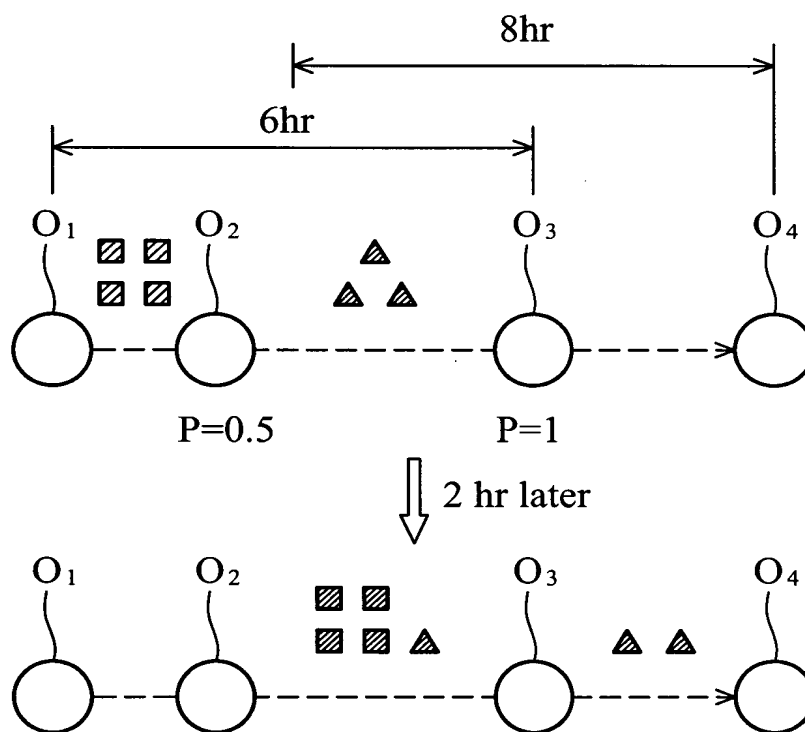 8hr
6hr
O₁ O₂ O₃ O₄
P=0.5 P=1
2 hr later
O₁ O₂ O₃ O₄